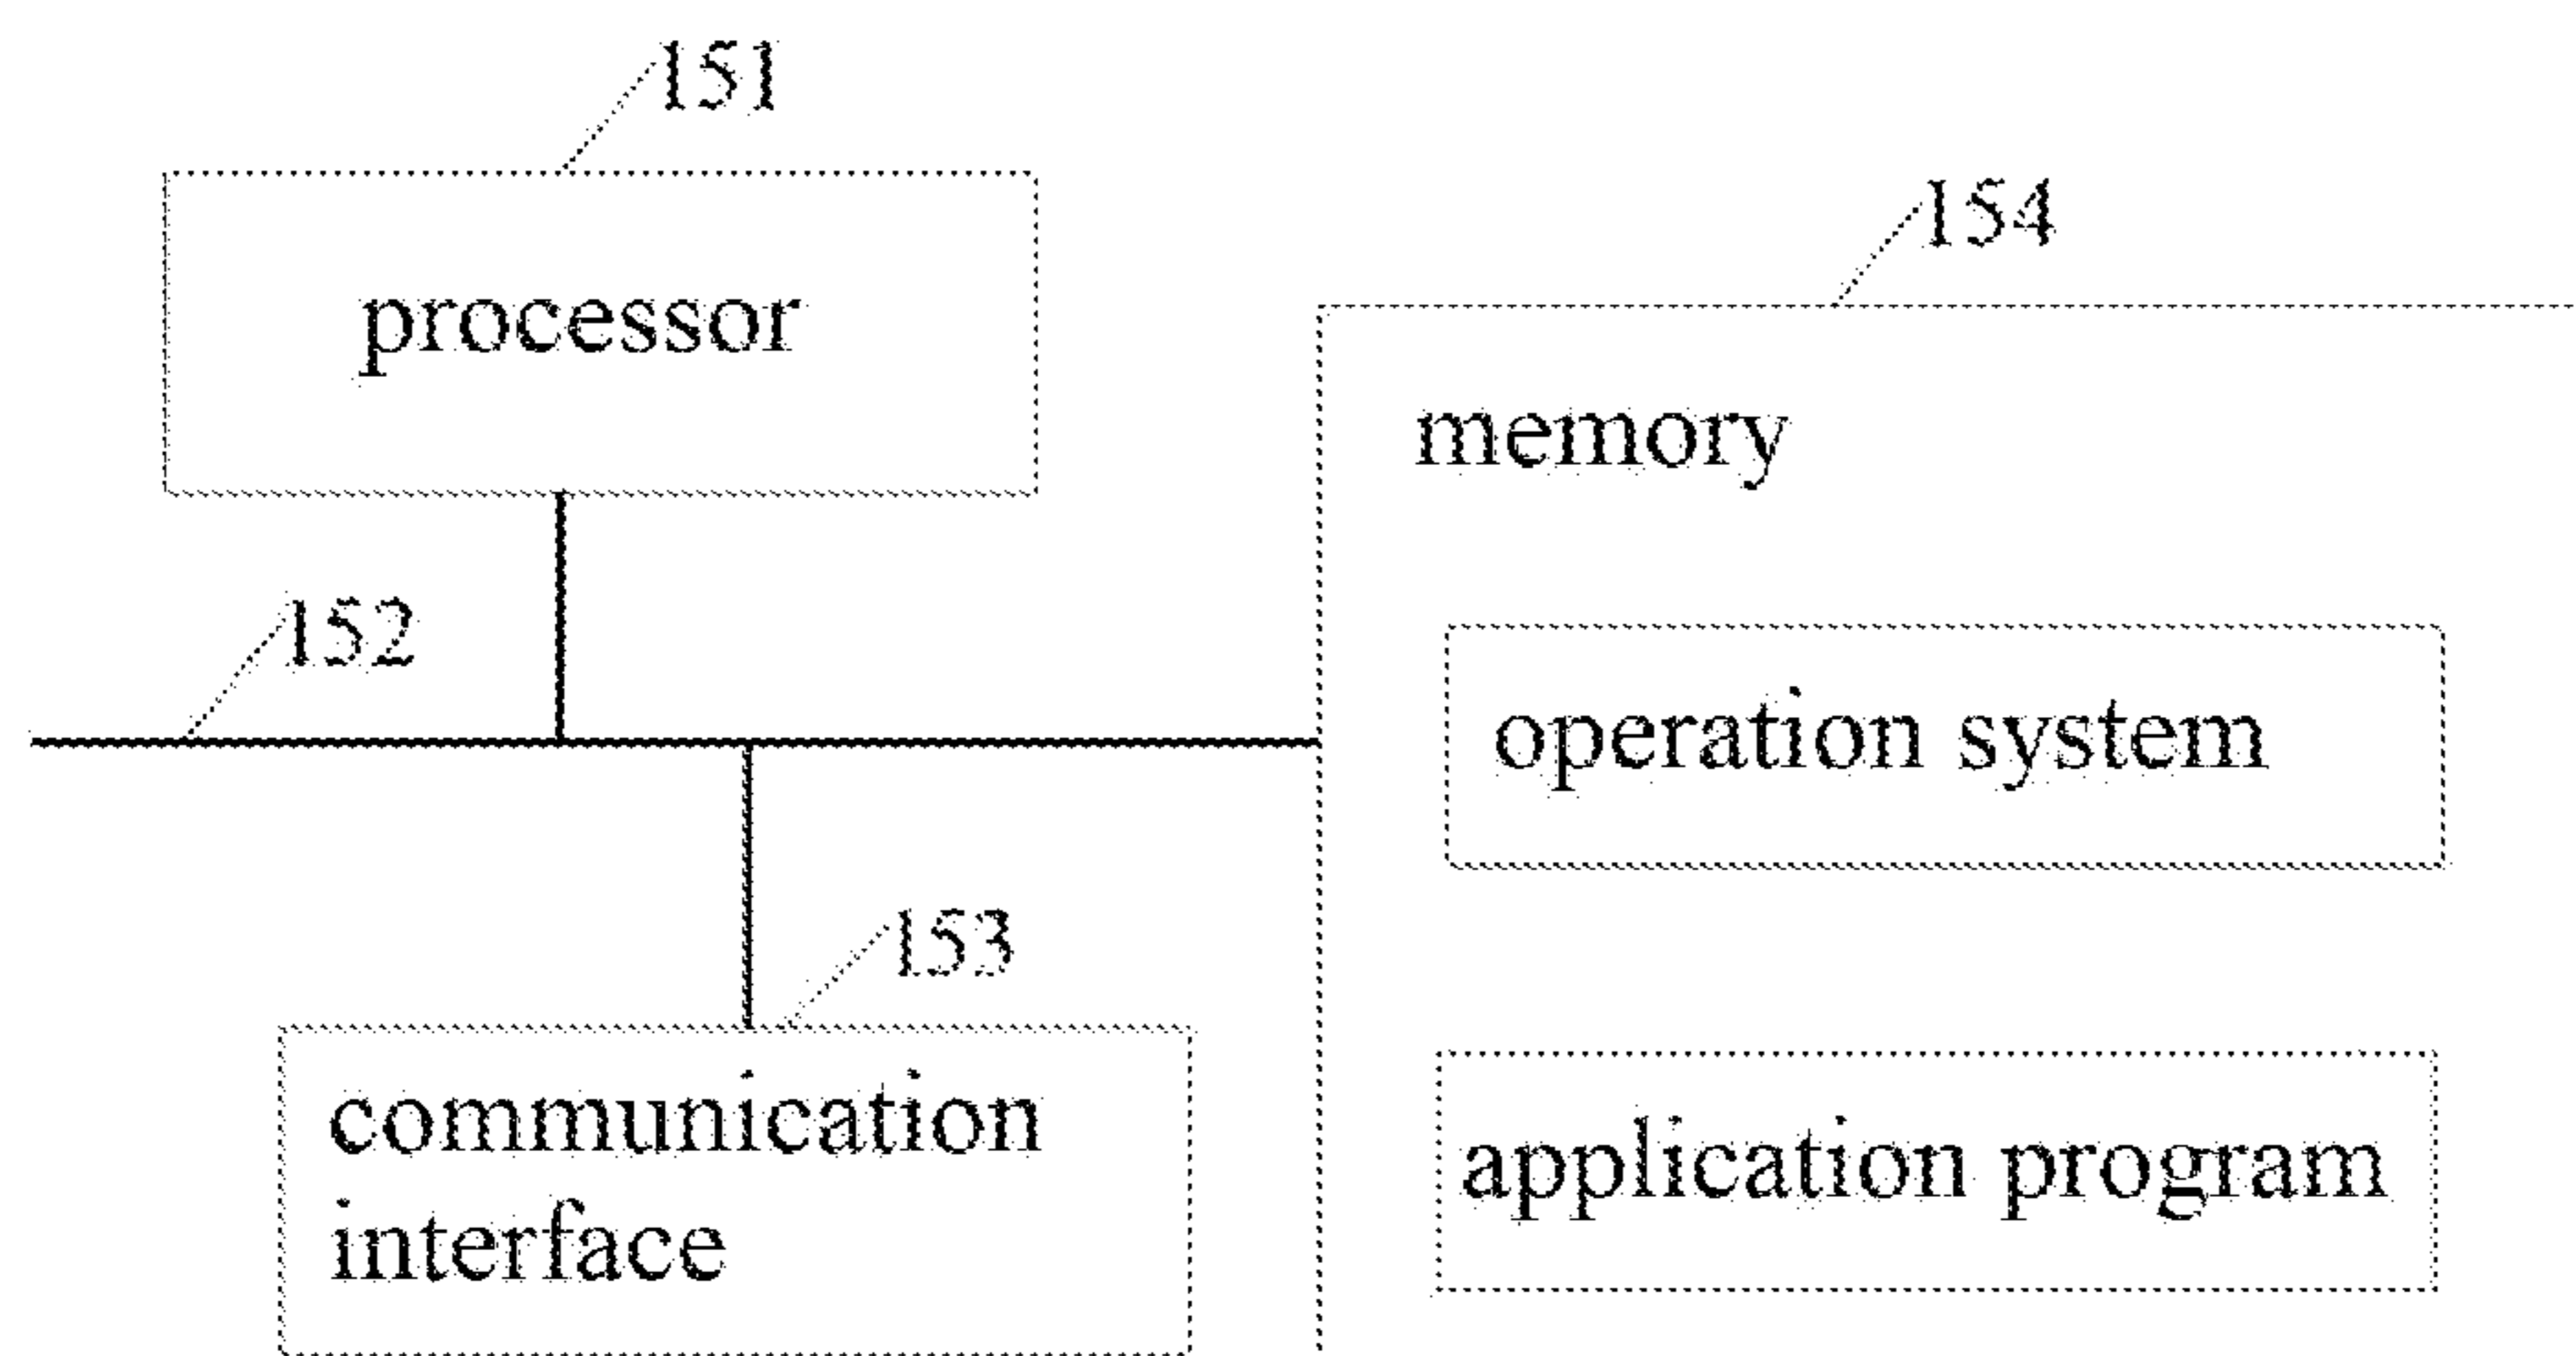 151
processor
154
memory
152
operation system
153
communication
interface
application program